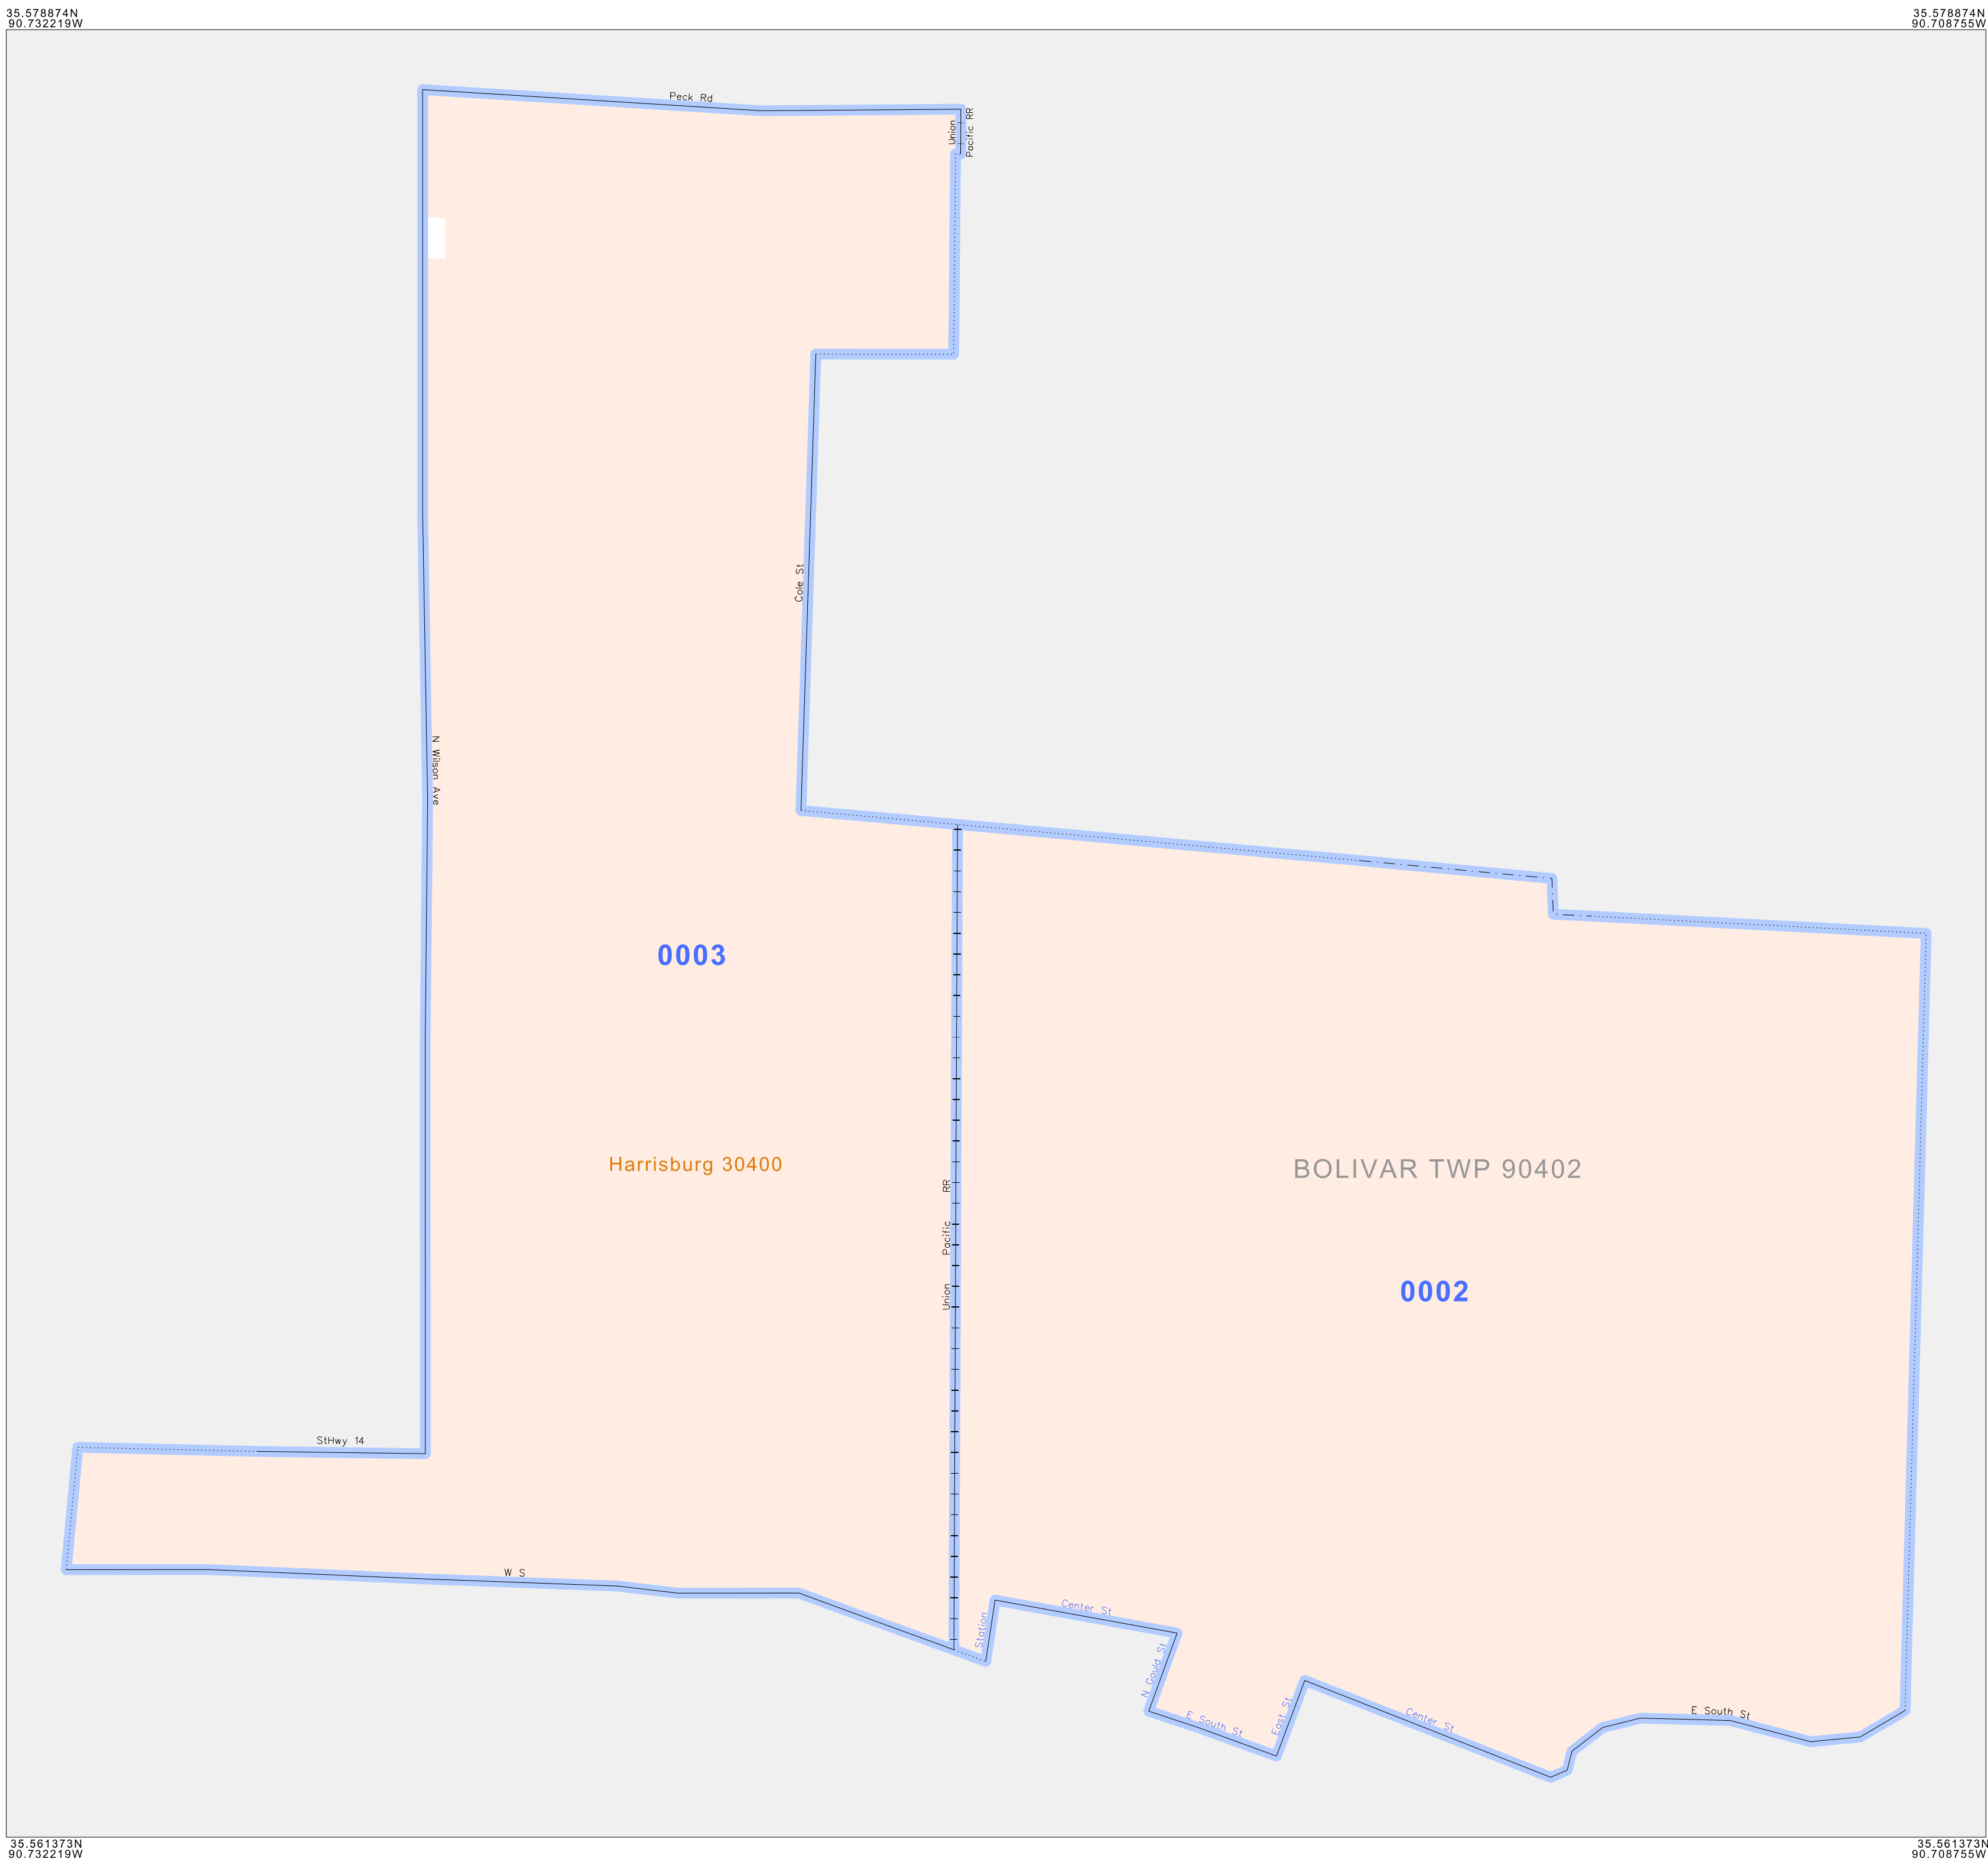 35.578874N
90.732219W
35.578874N
90.708755W
Peck Rd
Union
Pacific RR
Cole St
N Wilson Ave
0003
Harrisburg 30400
BOLIVAR TWP 90402
Union Pacific RR
0002
StHwy 14
W S
Station
Center St
N Gould St
E South St
East St
Center St
E South St
35.561373N
90.732219W
35.561373N
90.708755W